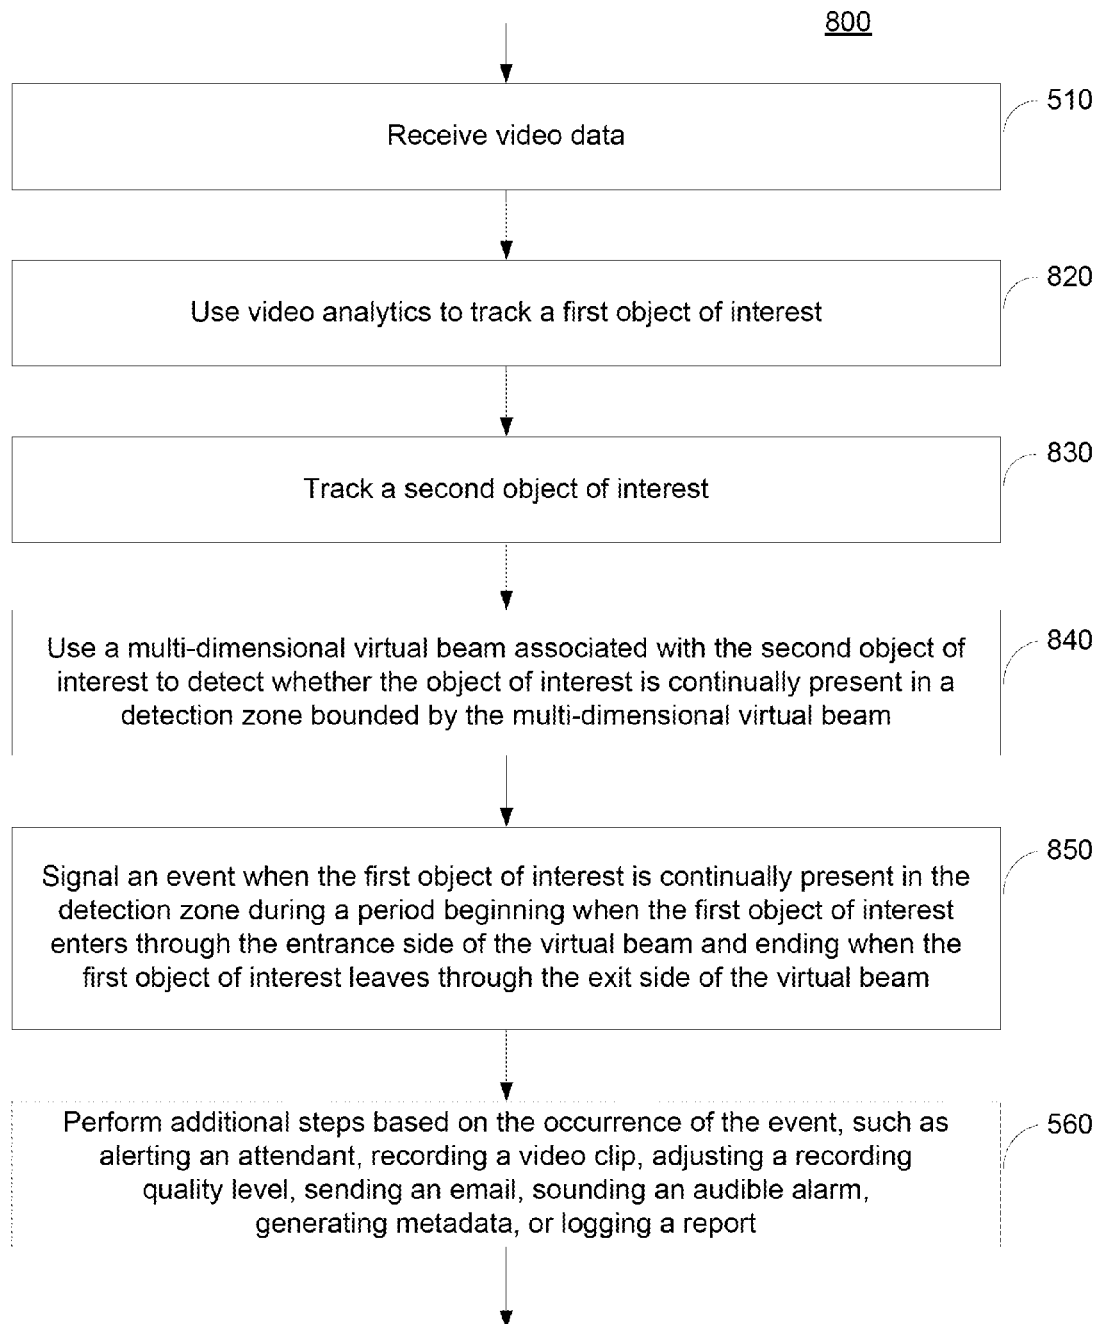 800
510
Receive video data
820
Use video analytics to track a first object of interest
830
Track a second object of interest
840
Use a multi-dimensional virtual beam associated with the second object of
interest to detect whether the object of interest is continually present in a
detection zone bounded by the multi-dimensional virtual beam
850
Signal an event when the first object of interest is continually present in the
detection zone during a period beginning when the first object of interest
enters through the entrance side of the virtual beam and ending when the
first object of interest leaves through the exit side of the virtual beam
560
Perform additional steps based on the occurrence of the event, such as
alerting an attendant, recording a video clip, adjusting a recording
quality level, sending an email, sounding an audible alarm,
generating metadata, or logging a report